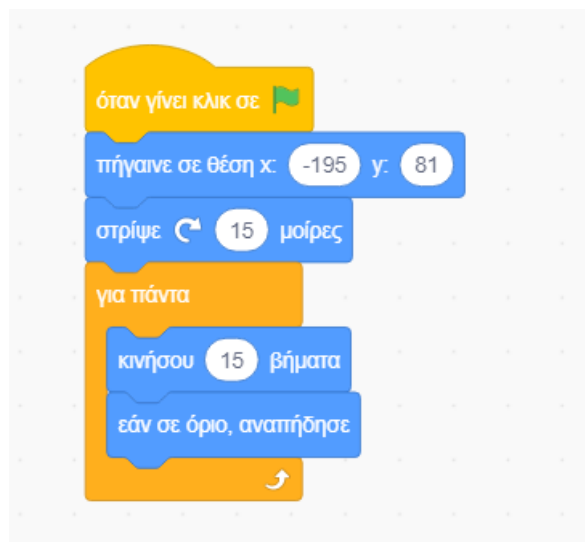 όταν γίνει κλικ σε
πήγαινε σε θέση x: -195 y: 81
στρίψε 15 μοίρες
για πάντα
κινήσου 15 βήματα
εάν σε όριο, αναπήδησε